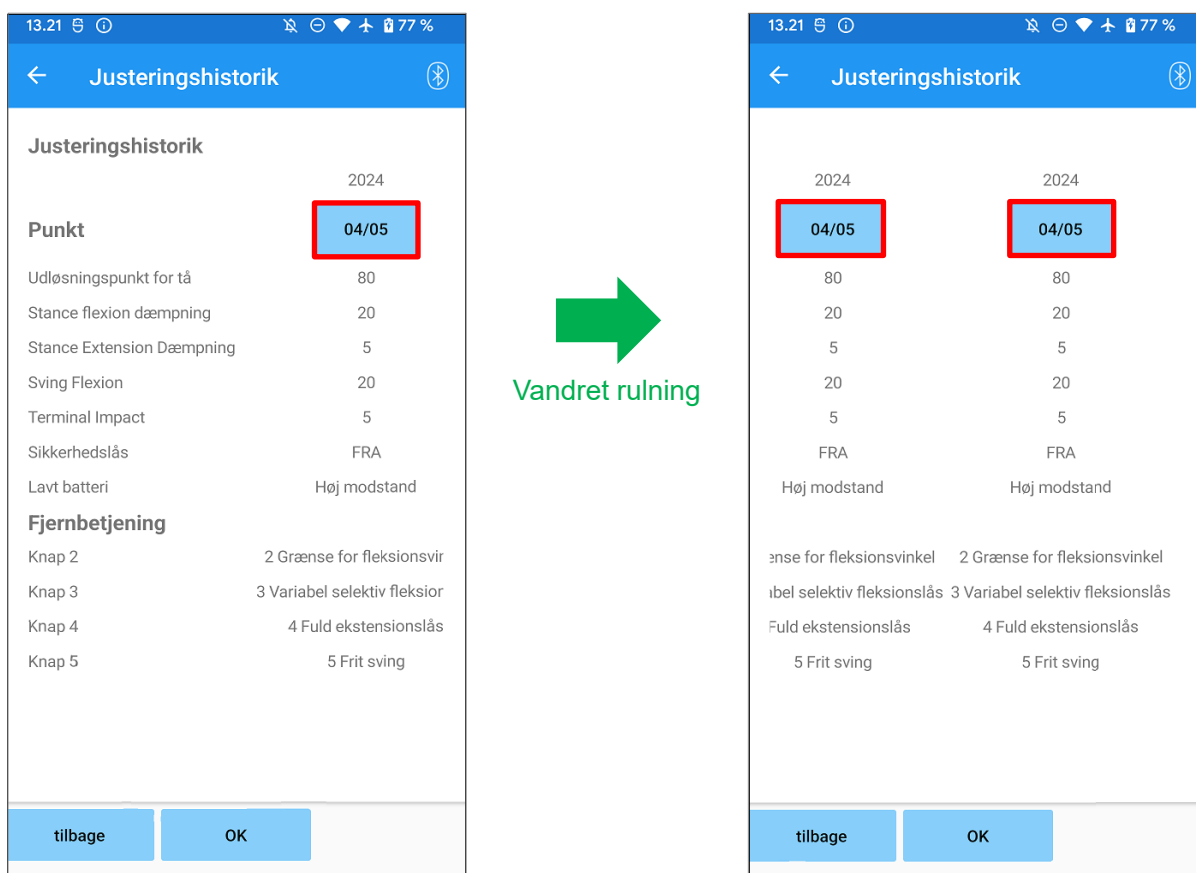 13.21 77 %
Justeringshistorik
Justeringshistorik
2024
Punkt 04/05
Udløsningspunkt for tå 80
Stance flexion dæmpning 20
Stance Extension Dæmpning 5
Sving Flexion 20
Terminal Impact 5
Sikkerhedslås FRA
Lavt batteri Høj modstand
Fjernbetjening
Knap 2 2 Grænse for fleksionsvin
Knap 3 3 Variabel selektiv fleksion
Knap 4 4 Fuld ekstensionslås
Knap 5 5 Frit sving
tilbage OK
Vandret rulning
13.21 77 %
Justeringshistorik
2024 2024
04/05 04/05
80 80
20 20
5 5
20 20
5 5
FRA FRA
Høj modstand Høj modstand
ense for fleksionsvinkel 2 Grænse for fleksionsvinkel
abel selektiv fleksionslås 3 Variabel selektiv fleksionslås
Fuld ekstensionslås 4 Fuld ekstensionslås
5 Frit sving 5 Frit sving
tilbage OK